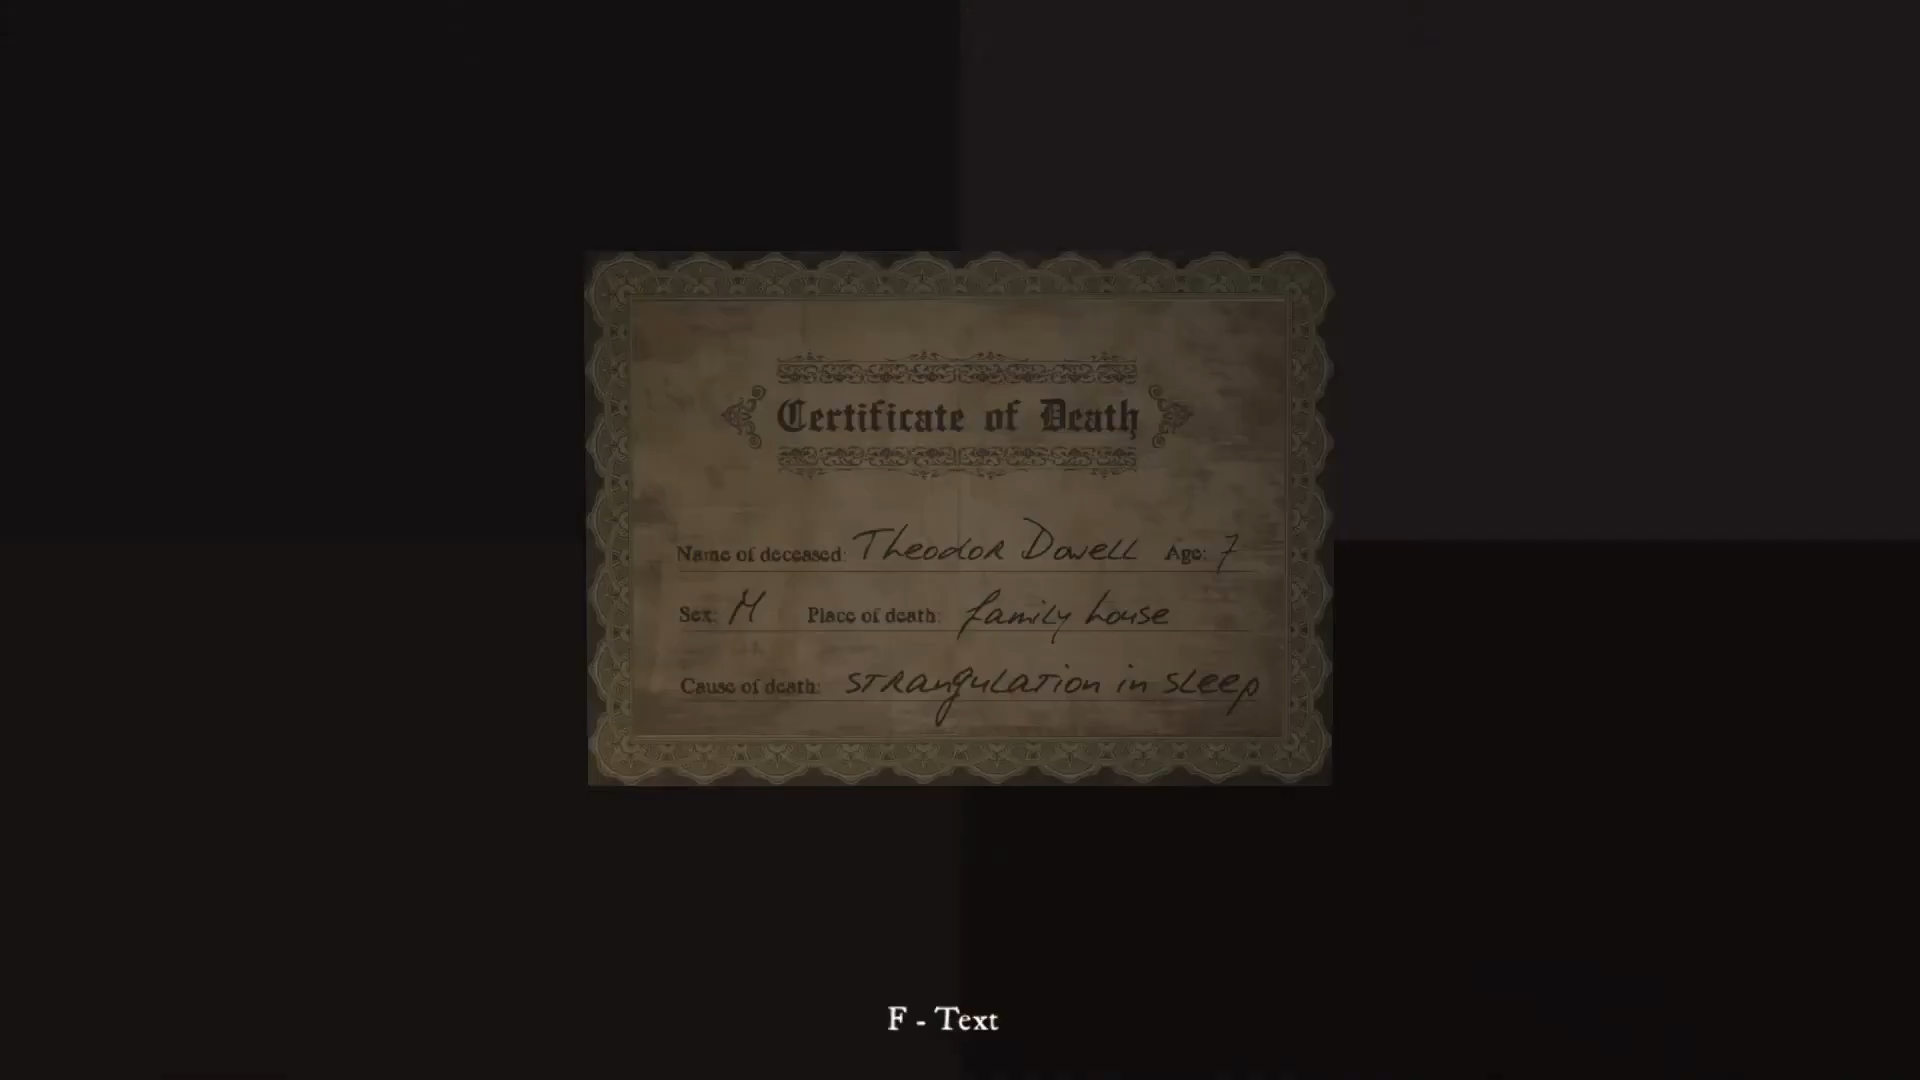 Certificate of Death
Name of deceased: Theodor Dowell Age: 7
Sex: M Place of death: family house
Cause of death: strangulation in sleep
F - Text